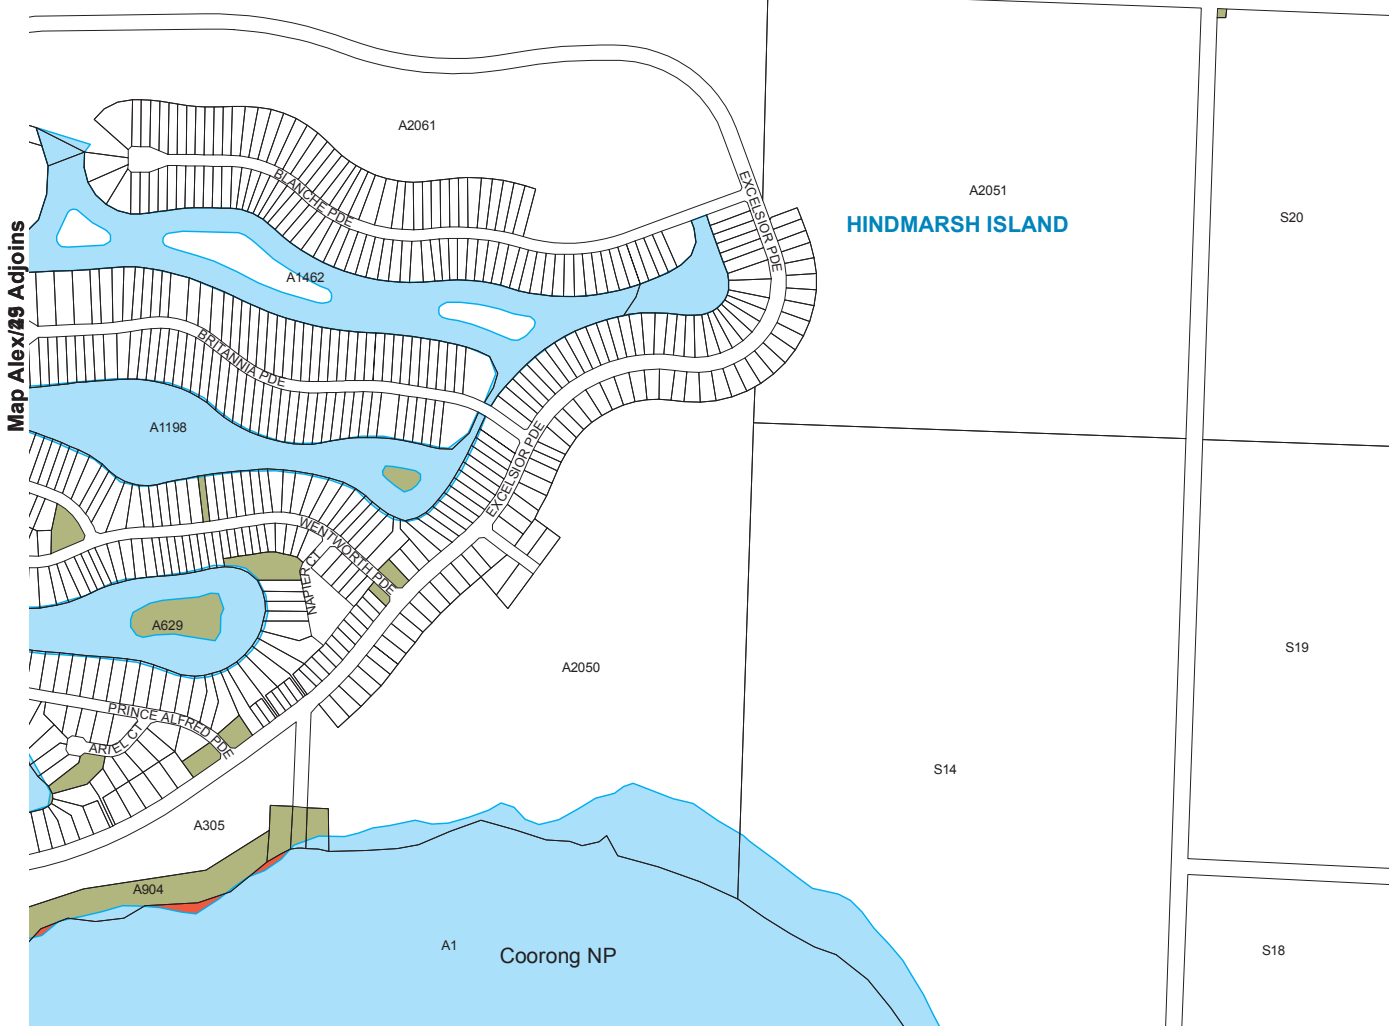 A2061
EXCELSIOR PDE
A2051
HINDMARSH ISLAND
S20
BLANCHE PDE
A1462
Adjoins
Map Alex/
BRITANNIA PDE
A1198
EXCELSIOR PDE
WENTWORTH PDE
NAPIER CT
A629
A2050
S19
PRINCE ALFRED PDE
ARIEL CT
S14
A305
A904
A1
Coorong NP
S18